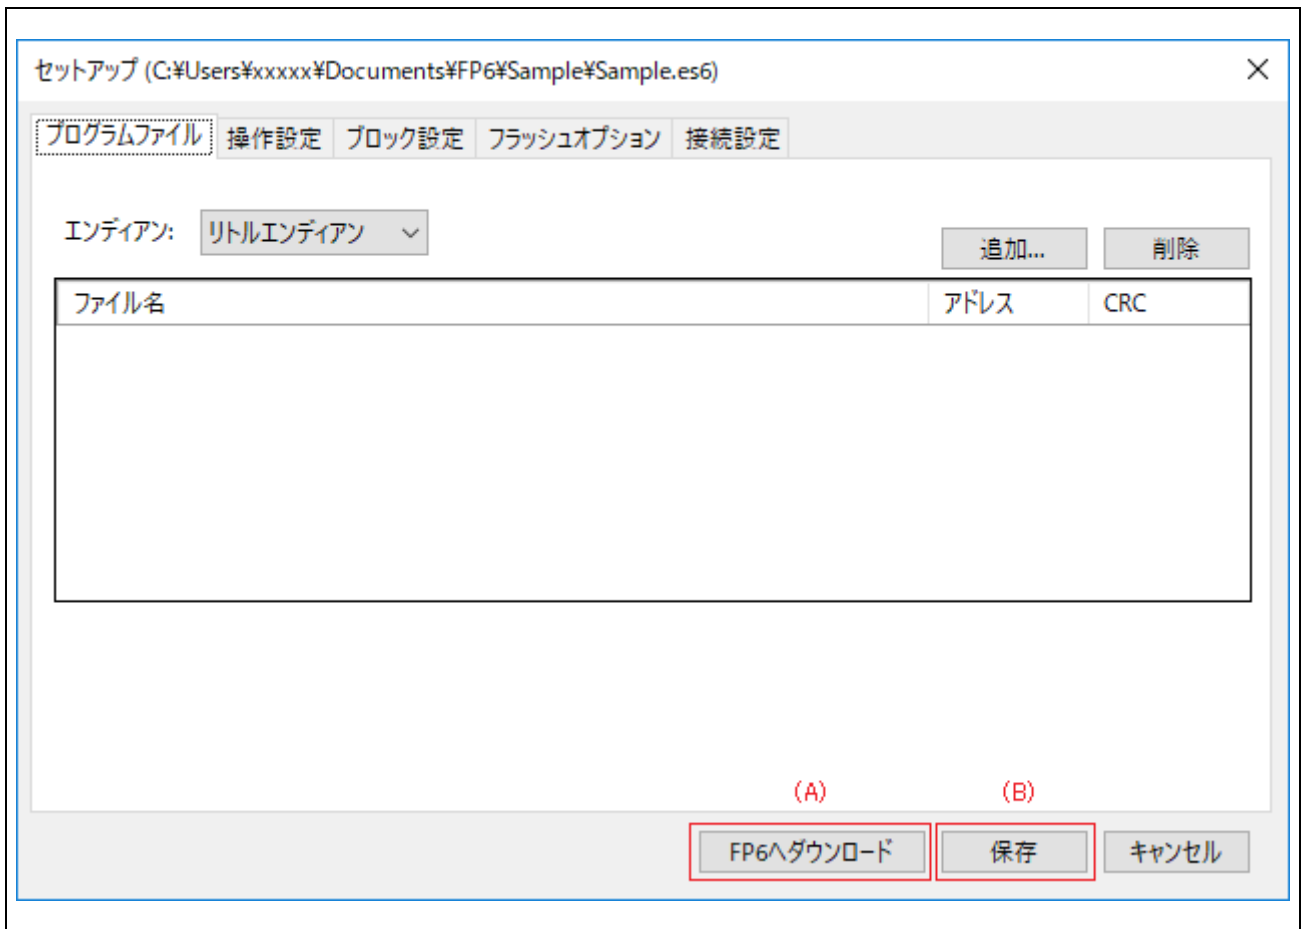 セットアップ (C:¥Users¥xxxxx¥Documents¥FP6¥Sample¥Sample.es6)
プログラムファイル 操作設定 ブロック設定 フラッシュオプション 接続設定
エンディアン: リトルエンディアン
追加... 削除
ファイル名 アドレス CRC
(A) (B)
FP6へダウンロード 保存 キャンセル